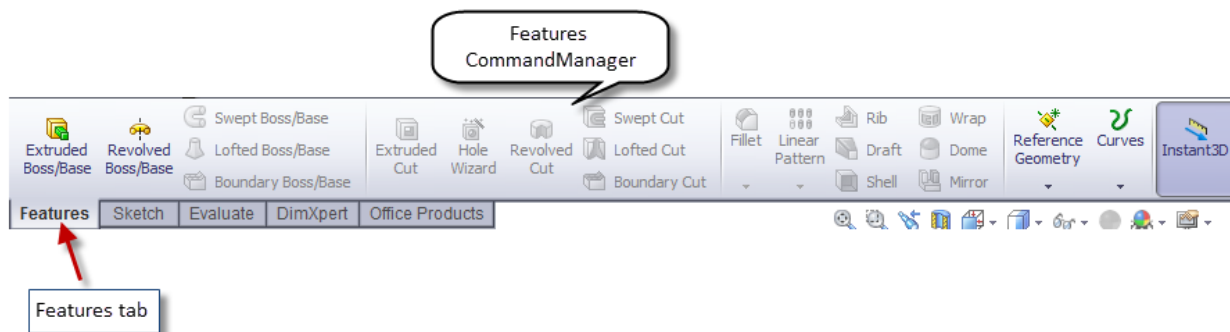 Features
CommandManager
Extruded
Boss/Base
Revolved
Boss/Base
Swept Boss/Base
Lofted Boss/Base
Boundary Boss/Base
Extruded
Cut
Hole
Wizard
Revolved
Cut
Swept Cut
Lofted Cut
Boundary Cut
Fillet
Linear
Pattern
Rib
Draft
Shell
Wrap
Dome
Mirror
Reference
Geometry
Curves
Instant3D
Features
Sketch
Evaluate
DimXpert
Office Products
Features tab